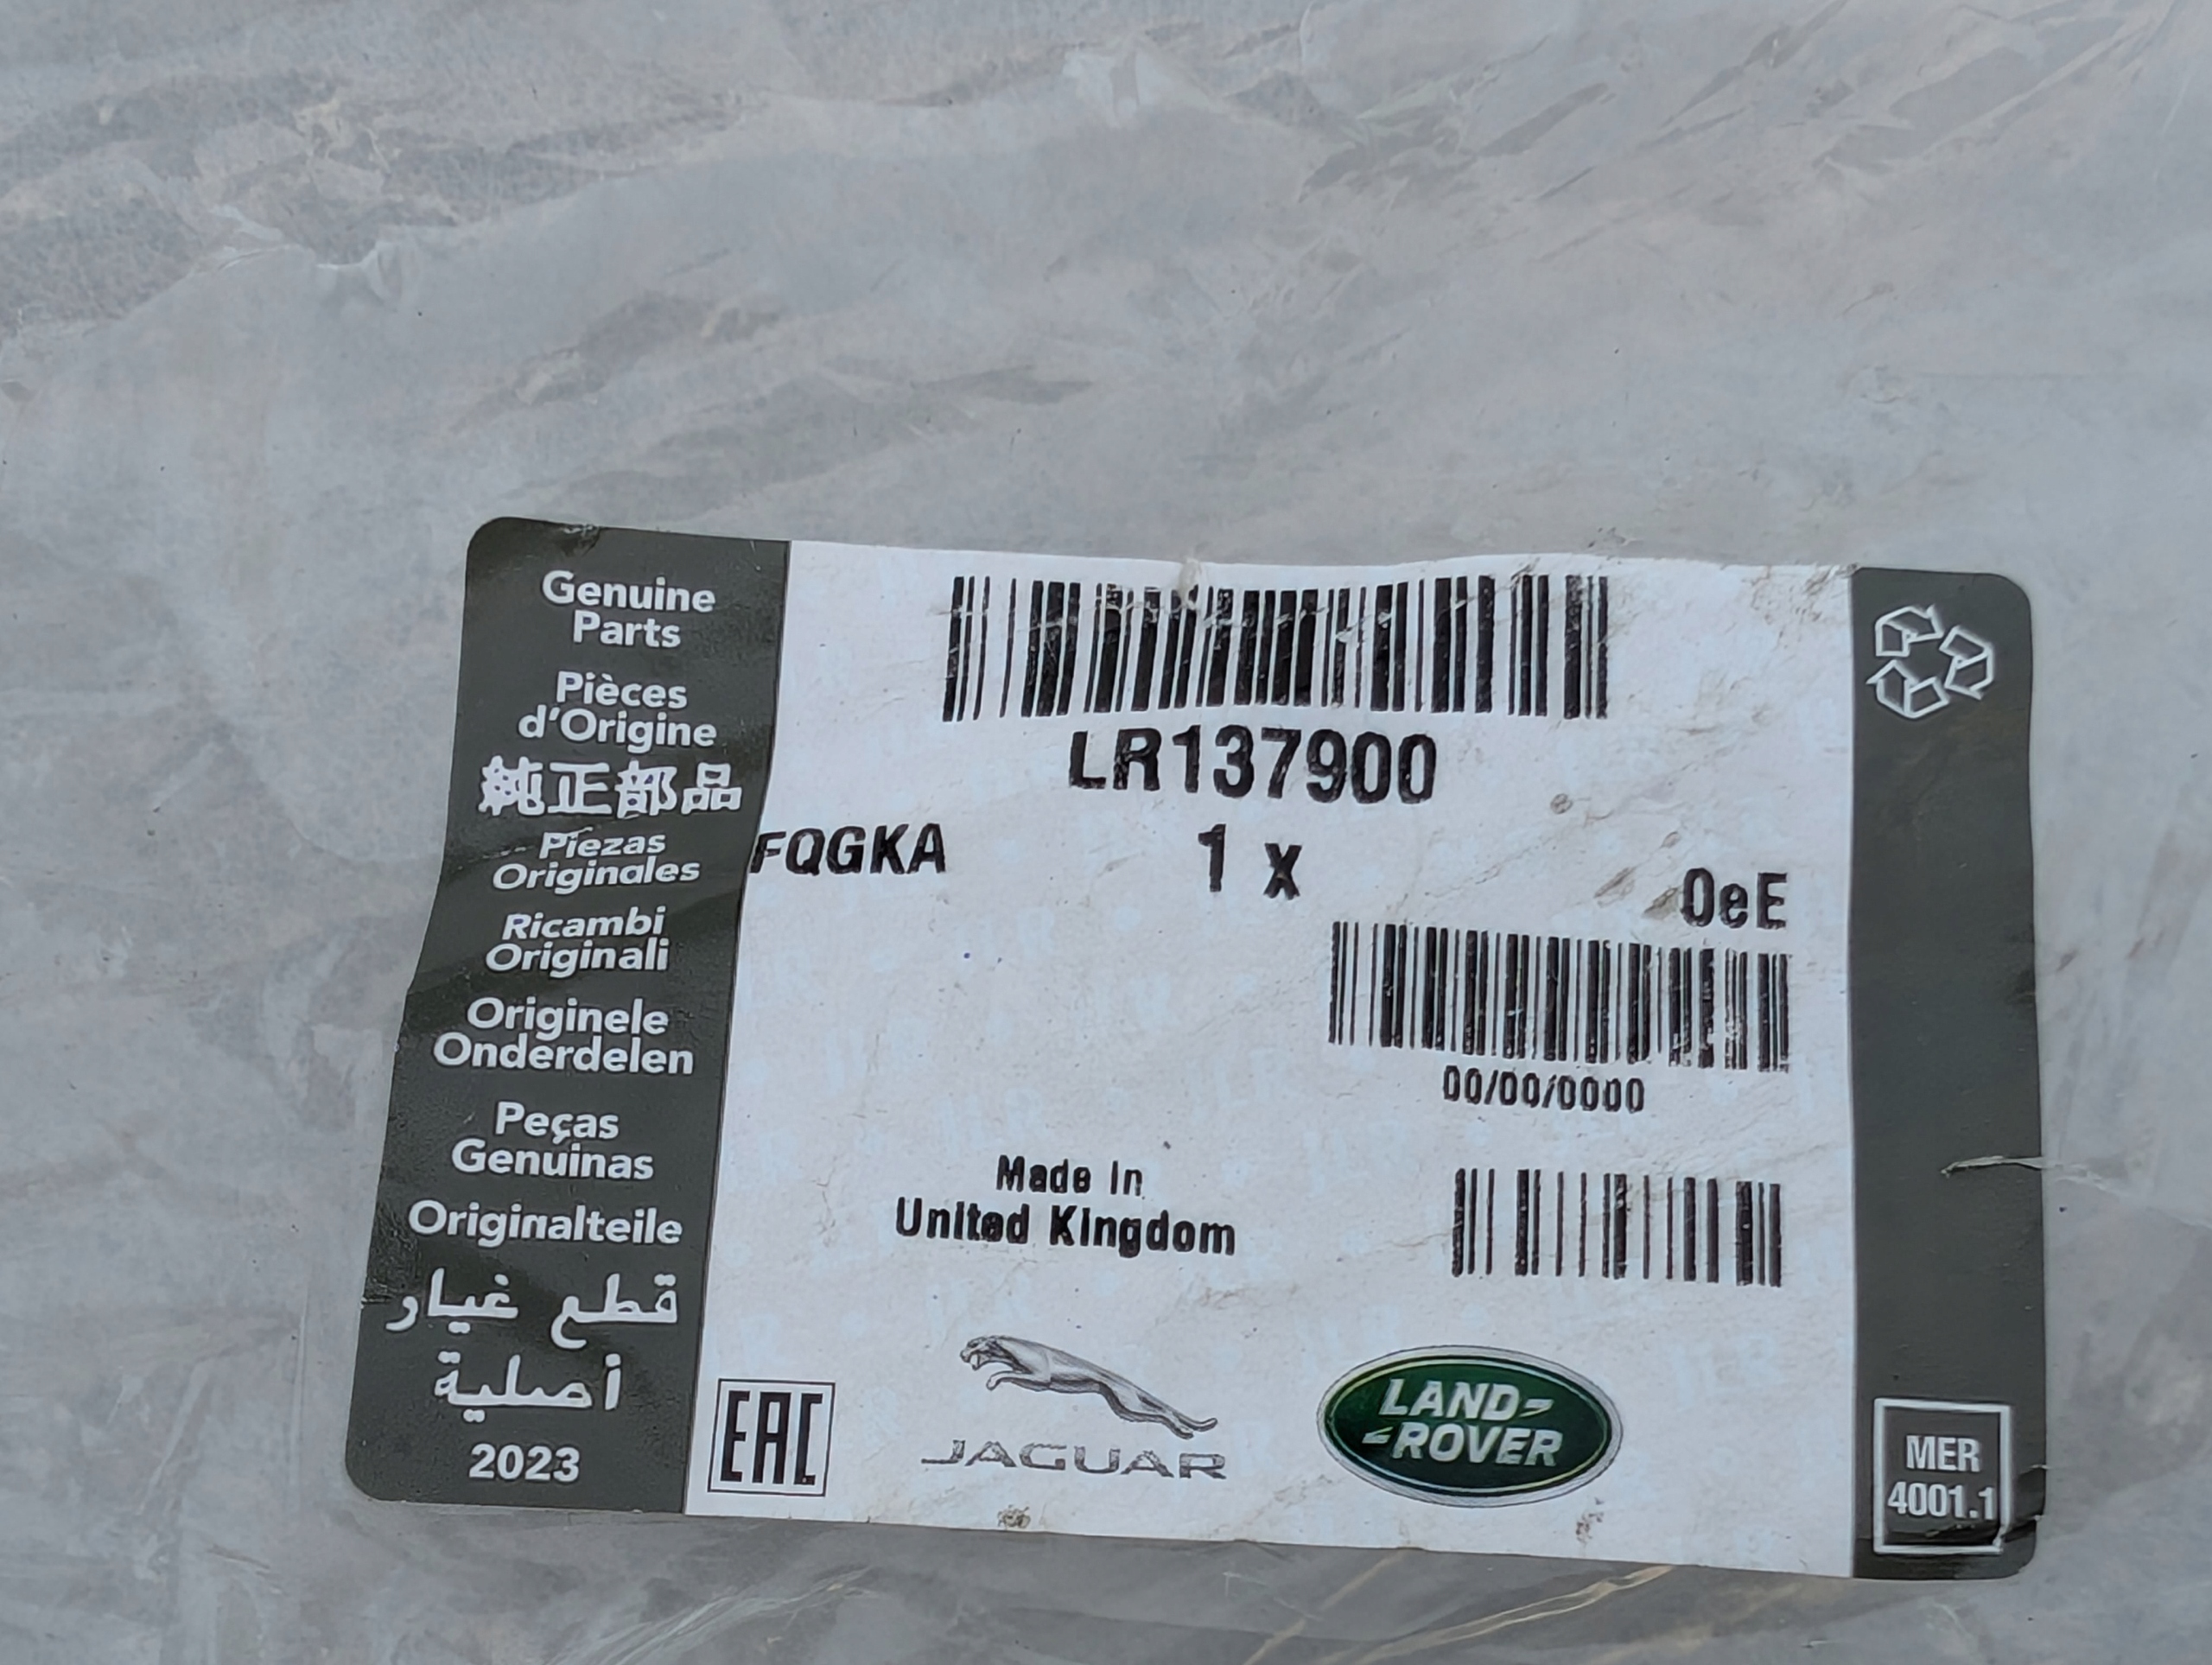 Genuine
Parts
Pièces
d'Origine
純正部品
Piezas
Originales
Ricambi
Originali
Originele
Onderdelen
Peças
Genuinas
Originalteile
قطع غيار
أصلية
2023
LR137900
FQGKA
1 x
0eE
00/00/0000
Made In
United Kingdom
EAC
JAGUAR
LAND-
-ROVER
MER
4001.1